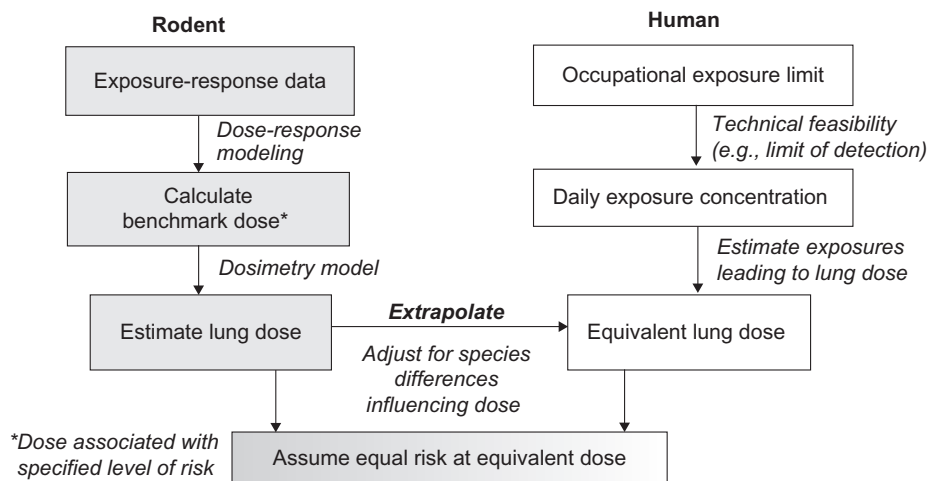 Rodent
Exposure-response data
Dose-response
modeling
Calculate
benchmark dose*
Dosimetry model
Estimate lung dose
Extrapolate
Adjust for species
differences
influencing dose
Human
Occupational exposure limit
Technical feasibility
(e.g., limit of detection)
Daily exposure concentration
Estimate exposures
leading to lung dose
Equivalent lung dose
*Dose associated with
specified level of risk
Assume equal risk at equivalent dose